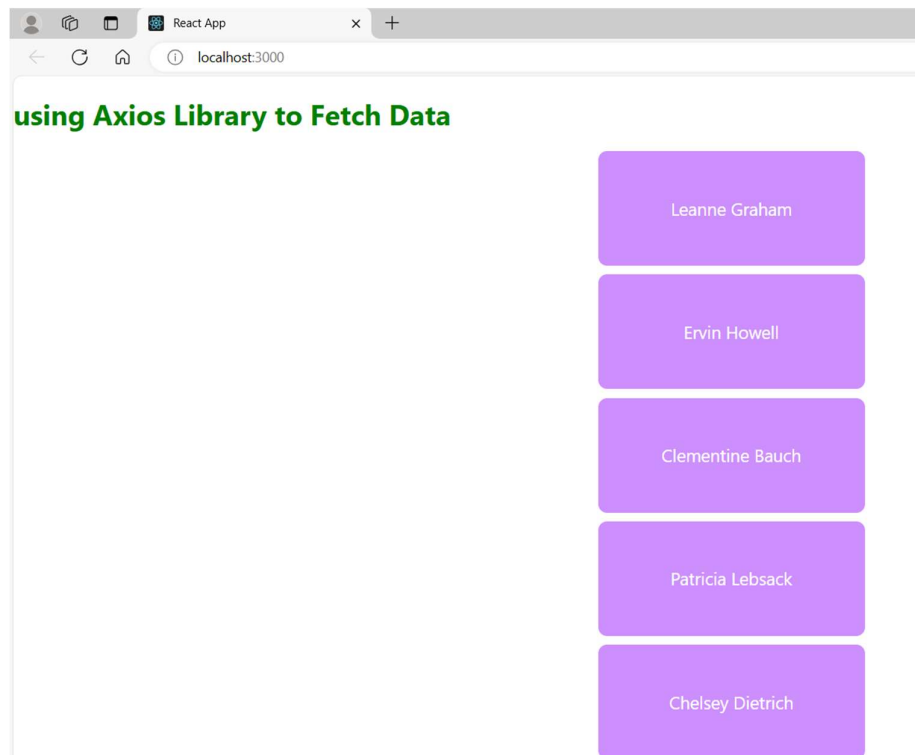 React App
localhost:3000
using Axios Library to Fetch Data
Leanne Graham
Ervin Howell
Clementine Bauch
Patricia Lebsack
Chelsey Dietrich